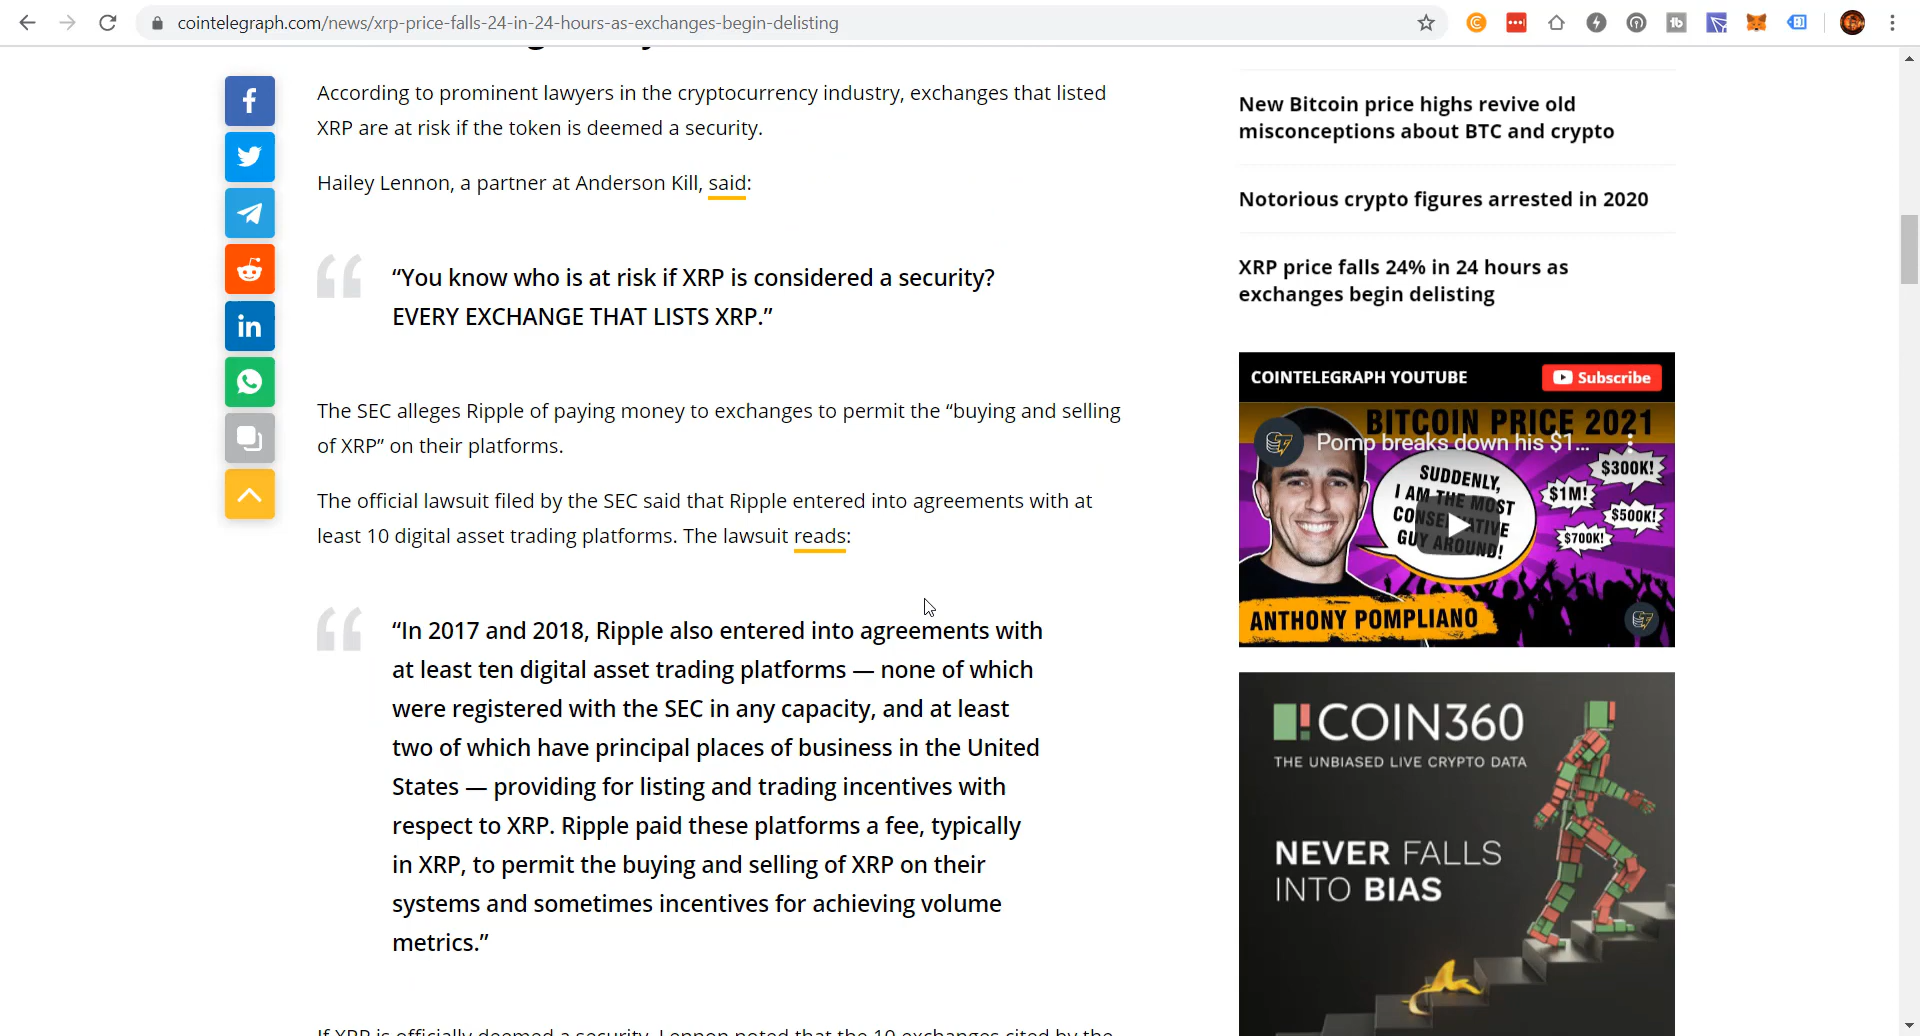 cointelegraph.com/news/xrp-price-falls-24-in-24-hours-as-exchanges-begin-delisting
According to prominent lawyers in the cryptocurrency industry, exchanges that listed
XRP are at risk if the token is deemed a security.
Hailey Lennon, a partner at Anderson Kill, said:
“You know who is at risk if XRP is considered a security?
EVERY EXCHANGE THAT LISTS XRP.”
The SEC alleges Ripple of paying money to exchanges to permit the “buying and selling
of XRP” on their platforms.
The official lawsuit filed by the SEC said that Ripple entered into agreements with at
least 10 digital asset trading platforms. The lawsuit reads:
“In 2017 and 2018, Ripple also entered into agreements with
at least ten digital asset trading platforms — none of which
were registered with the SEC in any capacity, and at least
two of which have principal places of business in the United
States — providing for listing and trading incentives with
respect to XRP. Ripple paid these platforms a fee, typically
in XRP, to permit the buying and selling of XRP on their
systems and sometimes incentives for achieving volume
metrics.”
If XRP is officially deemed a security, Lennon noted that the 10 exchanges cited by the
New Bitcoin price highs revive old
misconceptions about BTC and crypto
Notorious crypto figures arrested in 2020
XRP price falls 24% in 24 hours as
exchanges begin delisting
COINTELEGRAPH YOUTUBE
Subscribe
BITCOIN PRICE 2021
Pomp breaks down his $1...
SUDDENLY,
I AM THE MOST
CONSERVATIVE
GUY AROUND!
$300K!
$1M!
$500K!
$700K!
ANTHONY POMPLIANO
COIN360
THE UNBIASED LIVE CRYPTO DATA
NEVER FALLS
INTO BIAS